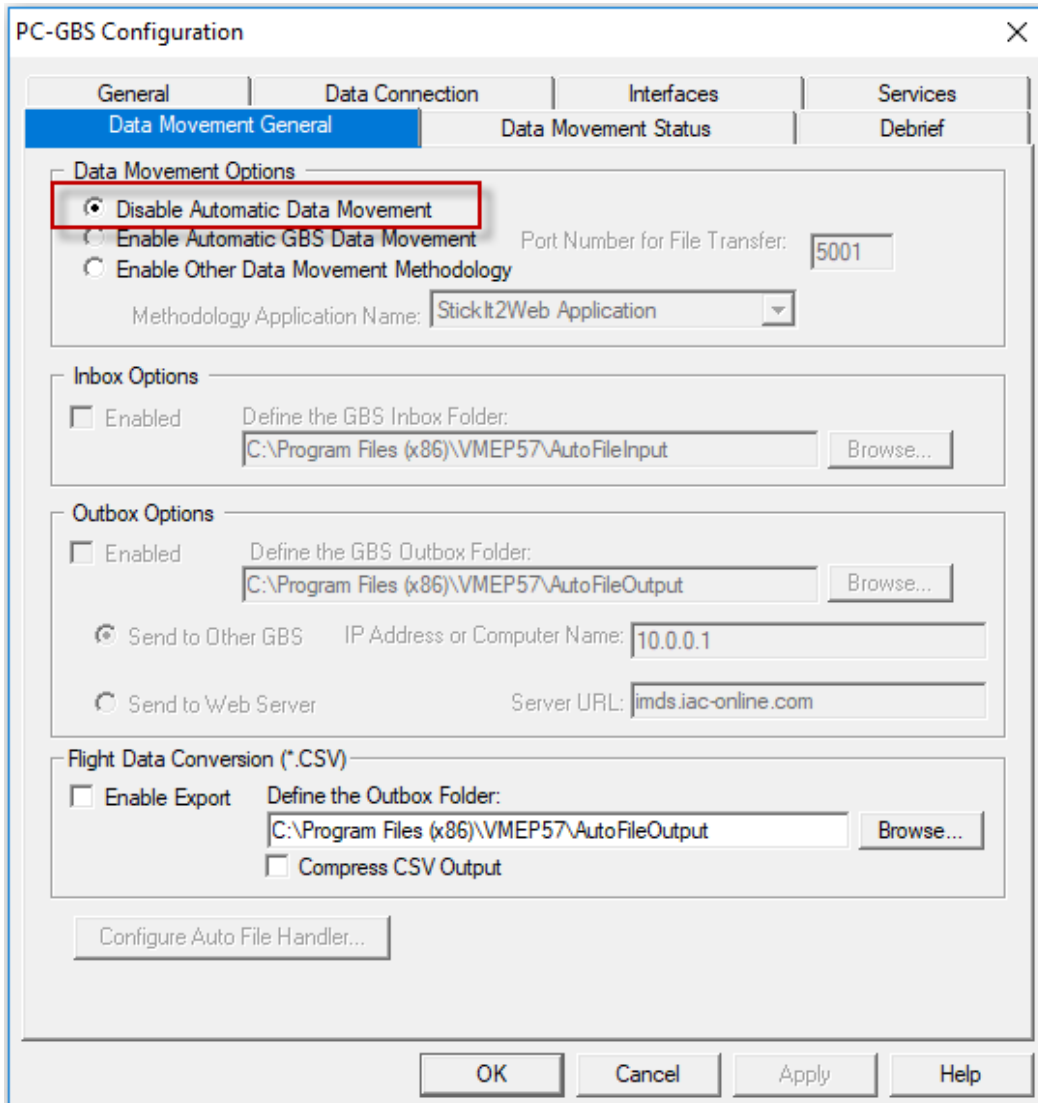 PC-GBS Configuration
General Data Connection Interfaces Services
Data Movement General Data Movement Status Debrief
Data Movement Options
Disable Automatic Data Movement
Enable Automatic GBS Data Movement Port Number for File Transfer: 5001
Enable Other Data Movement Methodology
Methodology Application Name: StickIt2Web Application
Inbox Options
Enabled Define the GBS Inbox Folder:
C:\Program Files (x86)\VMEP57\AutoFileInput Browse...
Outbox Options
Enabled Define the GBS Outbox Folder:
C:\Program Files (x86)\VMEP57\AutoFileOutput Browse...
Send to Other GBS IP Address or Computer Name: 10.0.0.1
Send to Web Server Server URL: imds.iac-online.com
Flight Data Conversion (*.CSV)
Enable Export Define the Outbox Folder:
C:\Program Files (x86)\VMEP57\AutoFileOutput Browse...
Compress CSV Output
Configure Auto File Handler...
OK Cancel Apply Help